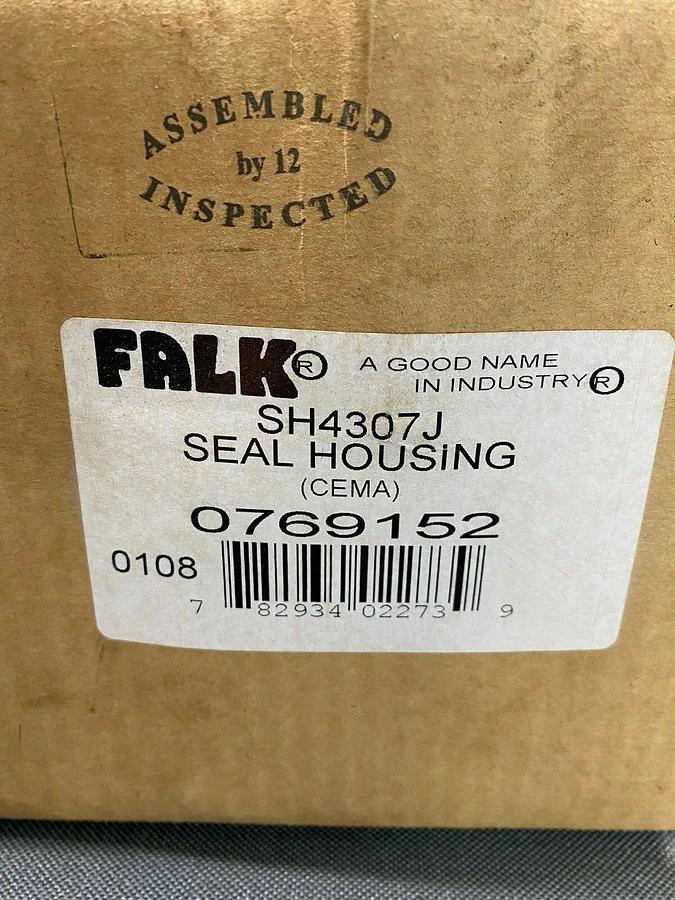 ASSEMBLED
by 12
INSPECTED
FALK®
A GOOD NAME
IN INDUSTRY®
SH4307J
SEAL HOUSiNG
(CEMA)
0769152
0108
7 82934 02273 9